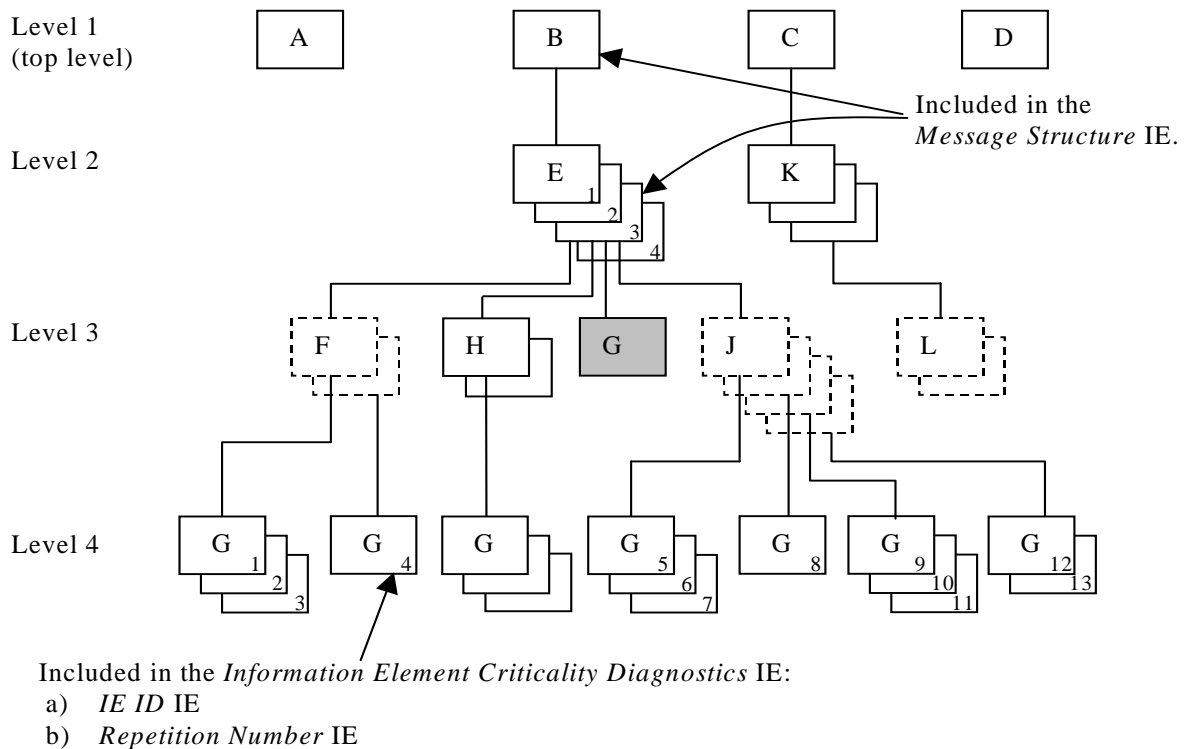 Level 1
(top level)
A
B
C
D
Included in the
Message Structure IE.
Level 2
E
1
2
3
4
K
Level 3
F
H
G
J
L
Level 4
G
1
2
3
G
4
G
G
5
6
7
G
8
G
9
10
11
G
12
13
Included in the Information Element Criticality Diagnostics IE:
a) IE ID IE
b) Repetition Number IE